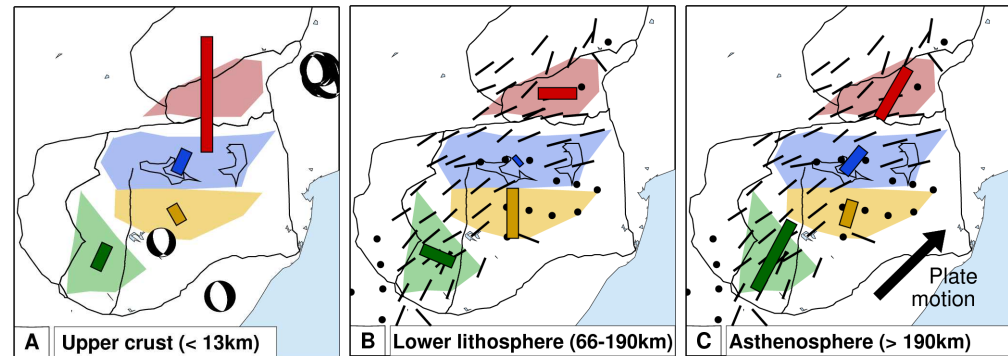 A Upper crust (< 13km)
B Lower lithosphere (66-190km)
Plate
motion
C Asthenosphere (> 190km)